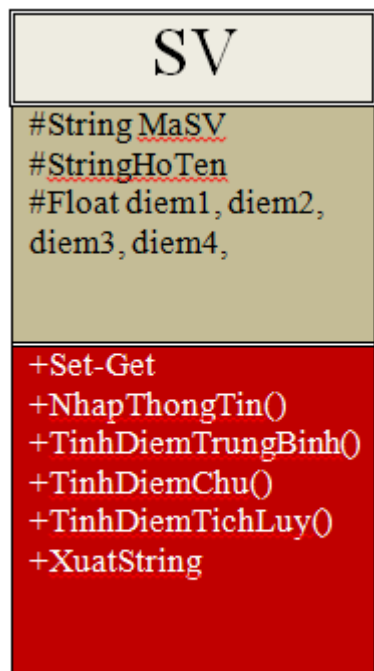 SV
#String MaSV
#StringHoTen
#Float diem1, diem2,
diem3, diem4,
+Set-Get
+NhapThongTin()
+TinhDiemTrungBinh()
+TinhDiemChu()
+TinhDiemTichLuy()
+XuatString